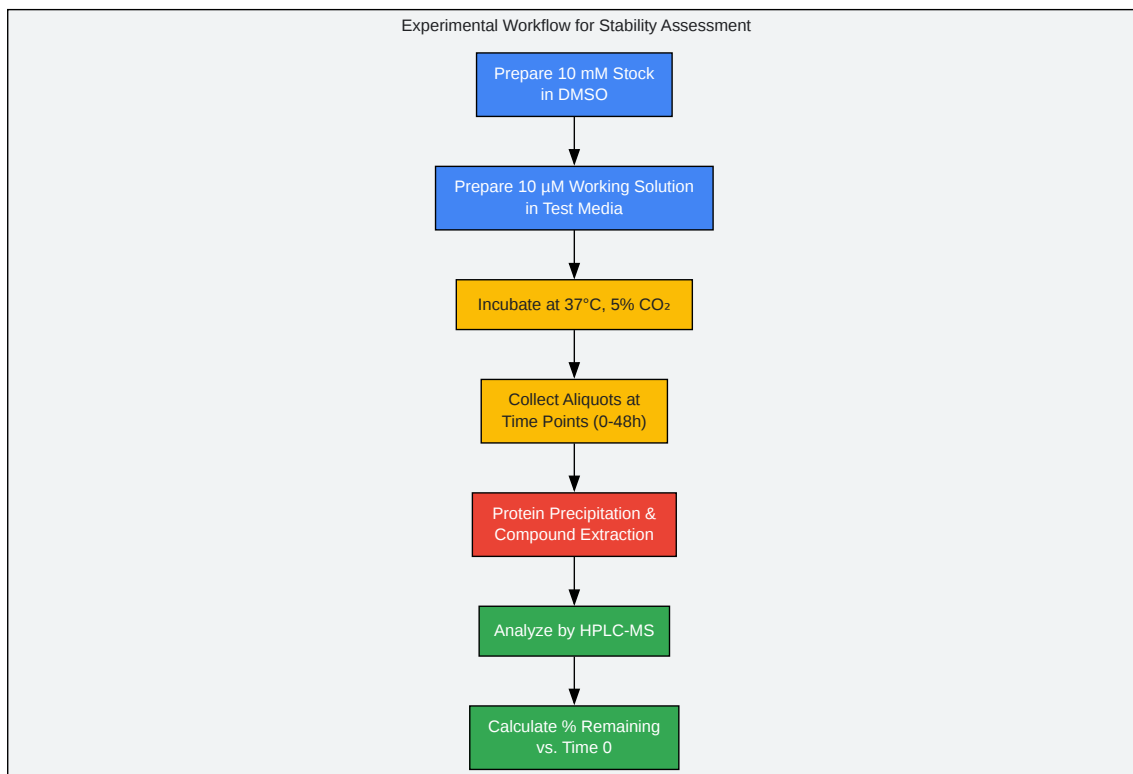 Experimental Workflow for Stability Assessment
Prepare 10 mM Stock
in DMSO
Prepare 10 µM Working Solution
in Test Media
Incubate at 37°C, 5% CO₂
Collect Aliquots at
Time Points (0-48h)
Protein Precipitation &
Compound Extraction
Analyze by HPLC-MS
Calculate % Remaining
vs. Time 0